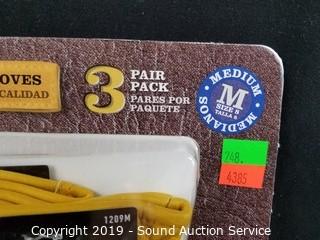 OVES
CALIDAD
3 PAIR
PACK
PARES POR
PAQUETE
MEDIUM
M
SIZE 8
TALLA 8
MEDIANOS
248.
4385
1209M
Copyright 2019 - Sound Auction Service